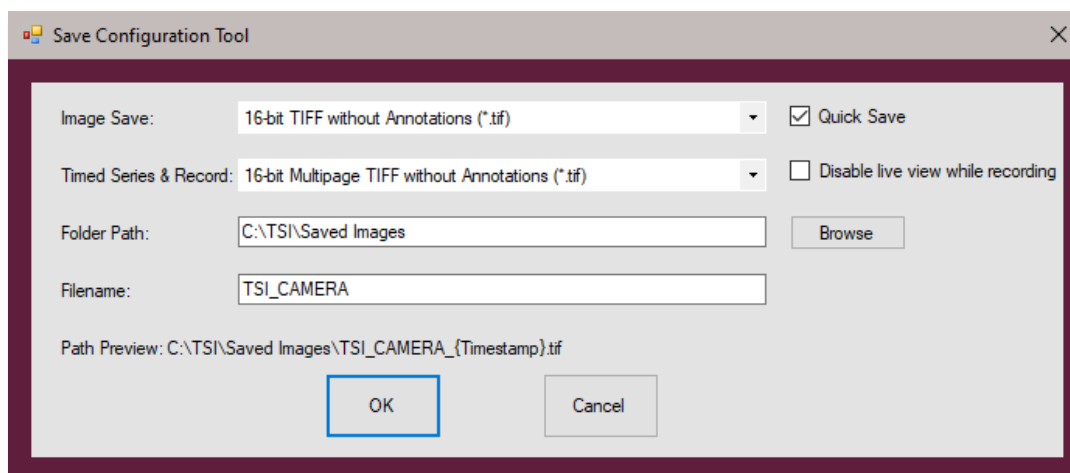 Save Configuration Tool
Image Save: 16-bit TIFF without Annotations (*.tif) Quick Save
Timed Series & Record: 16-bit Multipage TIFF without Annotations (*.tif) Disable live view while recording
Folder Path: C:\TSI\Saved Images Browse
Filename: TSI_CAMERA
Path Preview: C:\TSI\Saved Images\TSI_CAMERA_{Timestamp}.tif
OK Cancel